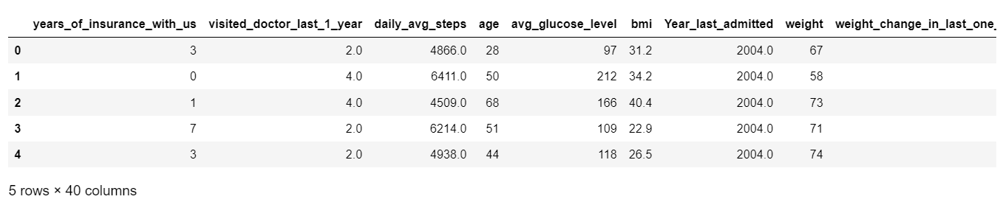 years_of_insurance_with_us visited_doctor_last_1_year daily_avg_steps age avg_glucose_level bmi Year_last_admitted weight weight_change_in_last_one_
0 3 2.0 4866.0 28 97 31.2 2004.0 67
1 0 4.0 6411.0 50 212 34.2 2004.0 58
2 1 4.0 4509.0 68 166 40.4 2004.0 73
3 7 2.0 6214.0 51 109 22.9 2004.0 71
4 3 2.0 4938.0 44 118 26.5 2004.0 74
5 rows × 40 columns